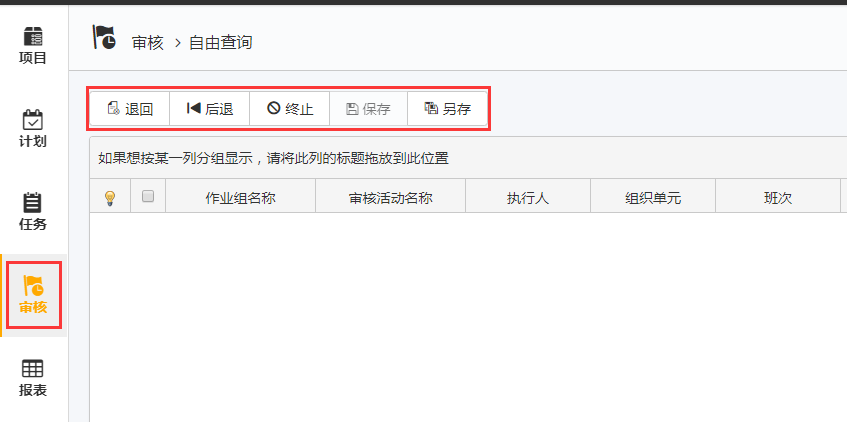 项目
计划
任务
审核
报表
审核 > 自由查询
退回 后退 终止 保存 另存
如果想按某一列分组显示，请将此列的标题拖放到此位置
作业组名称 审核活动名称 执行人 组织单元 班次